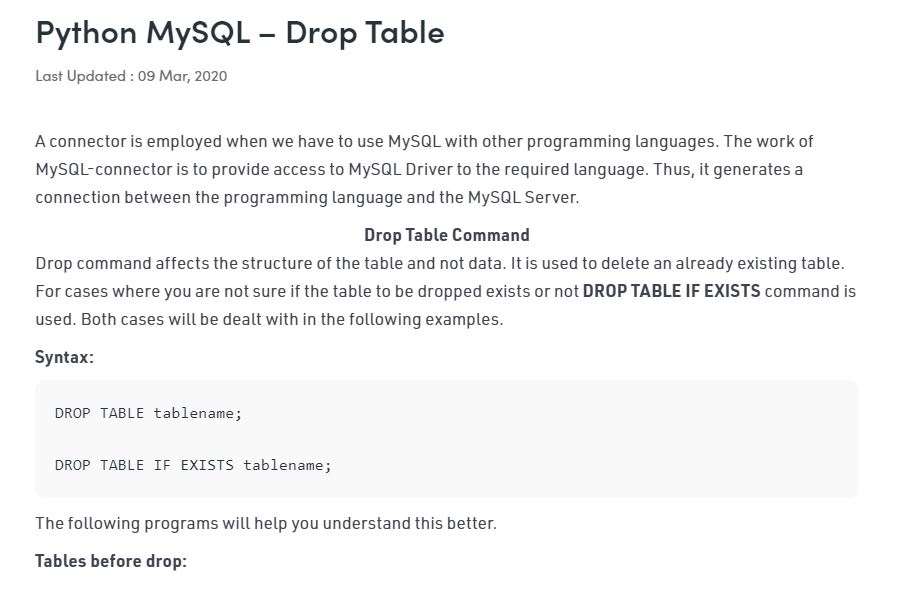 Python MySQL – Drop Table
Last Updated : 09 Mar, 2020
A connector is employed when we have to use MySQL with other programming languages. The work of
MySQL-connector is to provide access to MySQL Driver to the required language. Thus, it generates a
connection between the programming language and the MySQL Server.
Drop Table Command
Drop command affects the structure of the table and not data. It is used to delete an already existing table.
For cases where you are not sure if the table to be dropped exists or not DROP TABLE IF EXISTS command is
used. Both cases will be dealt with in the following examples.
Syntax:
DROP TABLE tablename;
DROP TABLE IF EXISTS tablename;
The following programs will help you understand this better.
Tables before drop: